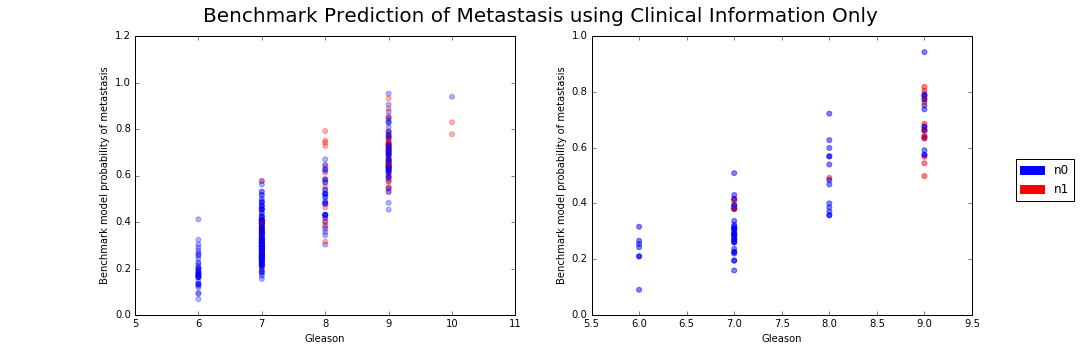 Benchmark Prediction of Metastasis using Clinical Information Only
Benchmark model probability of metastasis
1.2
1.0
0.8
0.6
0.4
0.2
0.0
5 6 7 8 9 10 11
Gleason
Benchmark model probability of metastasis
1.0
0.8
0.6
0.4
0.2
0.0
5.5 6.0 6.5 7.0 7.5 8.0 8.5 9.0 9.5
Gleason
n0
n1